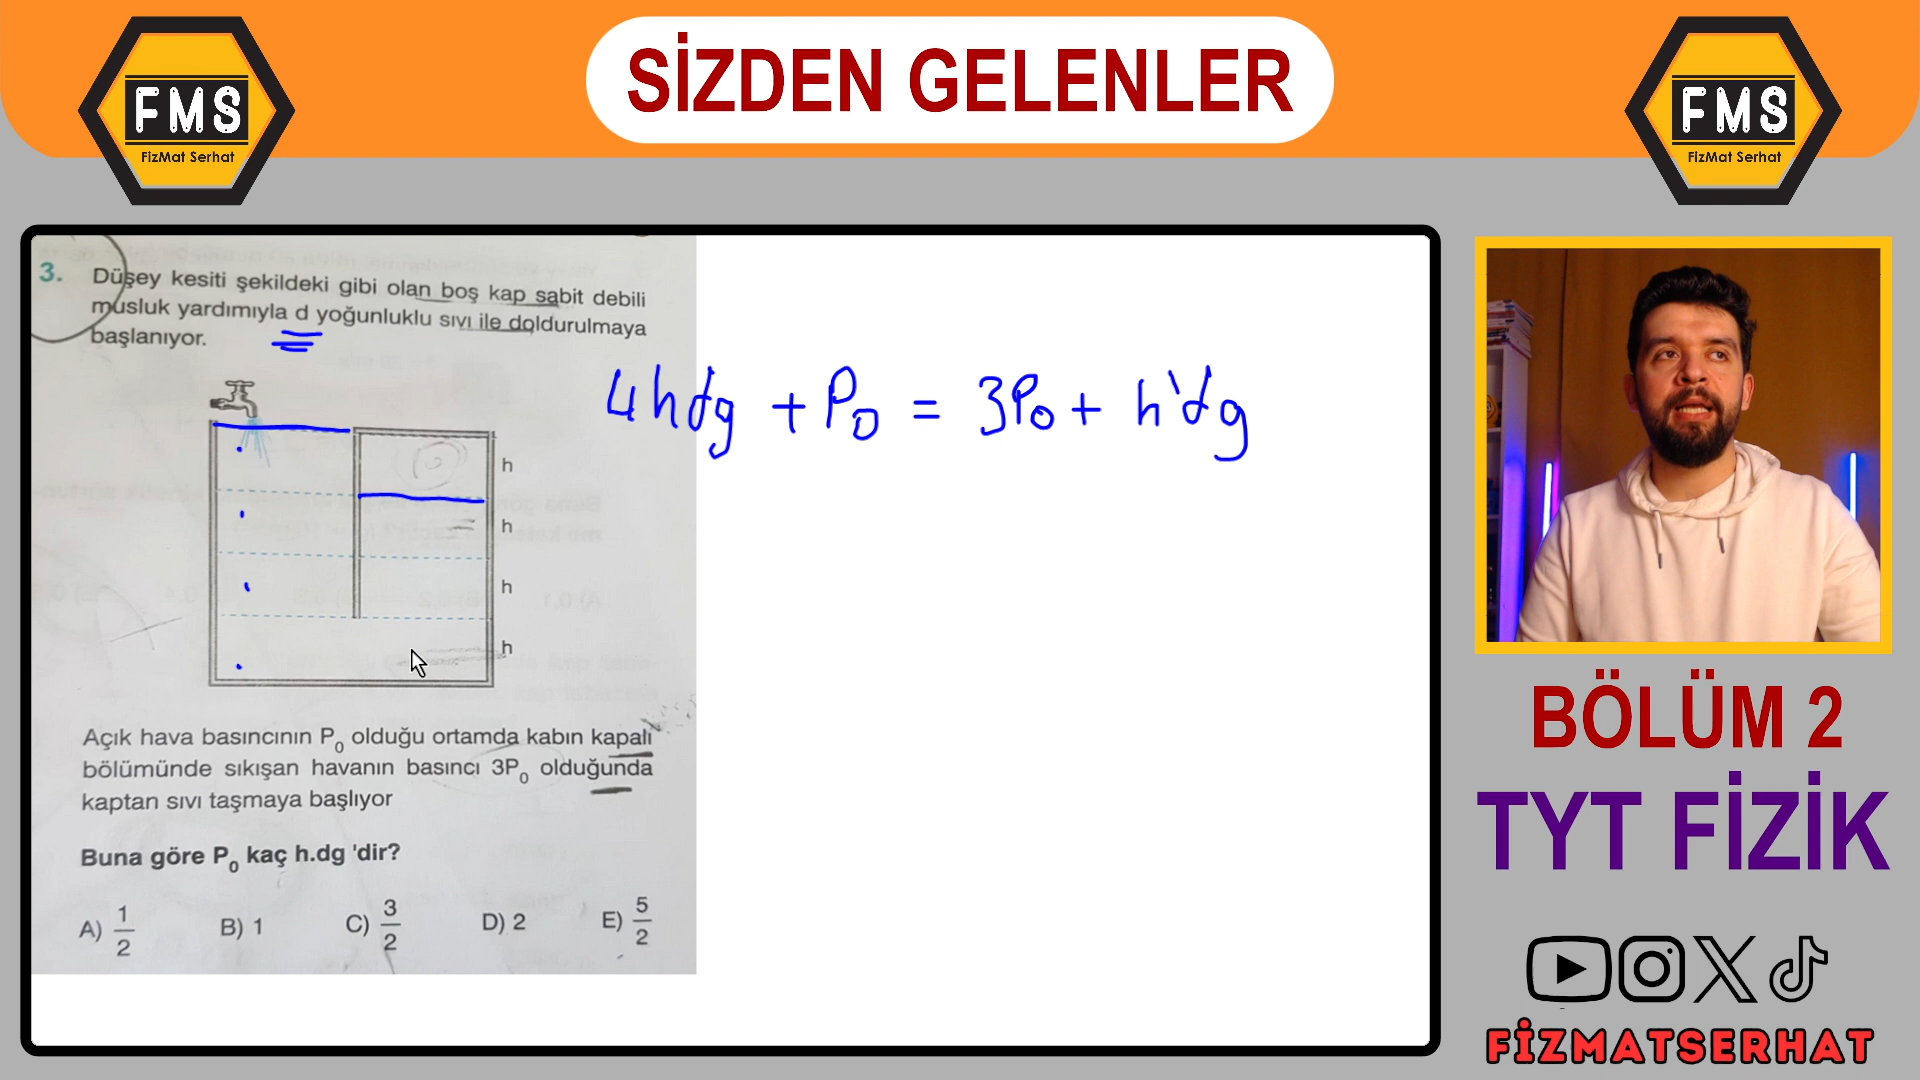 SİZDEN GELENLER
FMS
FizMat Serhat
FMS
FizMat Serhat
3. Düşey kesiti şekildeki gibi olan boş kap sabit debili
musluk yardımıyla d yoğunluklu sıvı ile doldurulmaya
başlanıyor.
h
h
h
h
4hdg + P0 = 3P0 + h'dg
Açık hava basıncının P0 olduğu ortamda kabın kapalı
bölümünde sıkışan havanın basıncı 3P0 olduğunda
kaptan sıvı taşmaya başlıyor
Buna göre P0 kaç h.dg 'dir?
A) 1/2 B) 1 C) 3/2 D) 2 E) 5/2
BÖLÜM 2
TYT FİZİK
FİZMATSERHAT